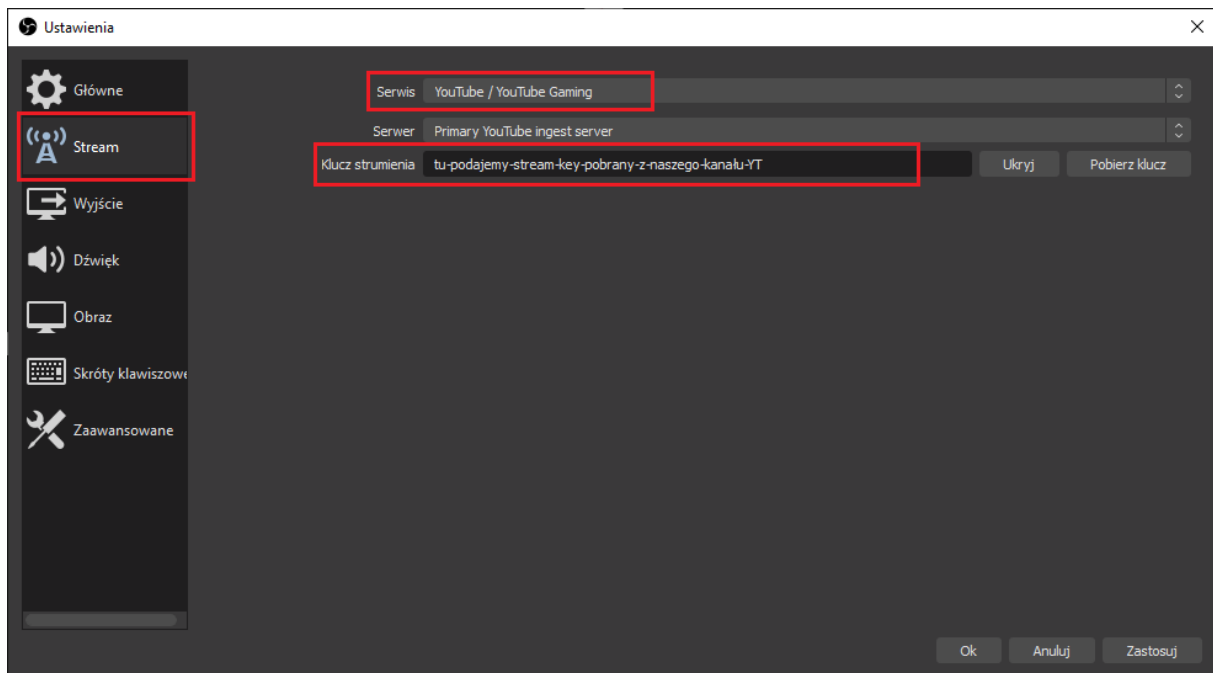 Ustawienia
Główne
Stream
Wyjście
Dźwięk
Obraz
Skróty klawiszowe
Zaawansowane
Serwis YouTube / YouTube Gaming
Serwer Primary YouTube ingest server
Klucz strumienia tu-podajemy-stream-key-pobrany-z-naszego-kanału-YT Ukryj Pobierz klucz
Ok Anuluj Zastosuj